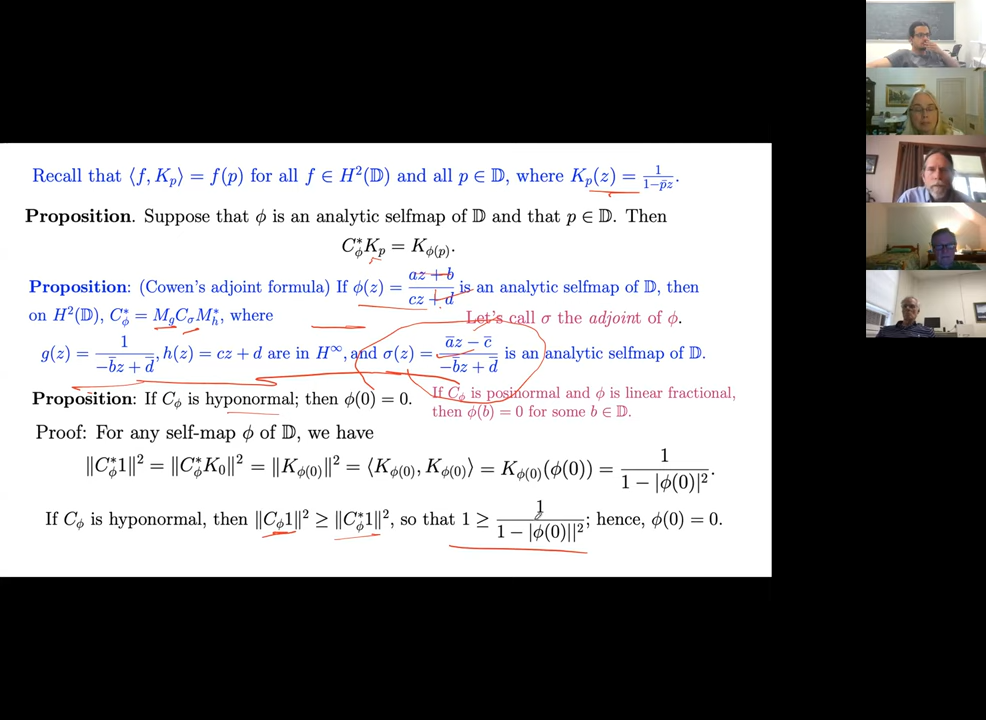 Recall that ⟨f, K_p⟩ = f(p) for all f ∈ H²(𝔻) and all p ∈ 𝔻, where K_p(z) = 1/(1−p̄z).
Proposition. Suppose that ϕ is an analytic selfmap of 𝔻 and that p ∈ 𝔻. Then
C*_ϕ K_p = K_ϕ(p).
Proposition: (Cowen's adjoint formula) If ϕ(z) = (az + b)/(cz + d) is an analytic selfmap of 𝔻, then
on H²(𝔻), C*_ϕ = M_g C_σ M*_h, where
Let's call σ the adjoint of ϕ.
g(z) = 1/(−b̄z + d̄), h(z) = cz + d are in H^∞, and σ(z) = (āz − c̄)/(−b̄z + d̄) is an analytic selfmap of 𝔻.
Proposition: If C_ϕ is hyponormal; then ϕ(0) = 0.
If C_ϕ is posinormal and ϕ is linear fractional,
then ϕ(b) = 0 for some b ∈ 𝔻.
Proof: For any self-map ϕ of 𝔻, we have
‖C*_ϕ 1‖² = ‖C*_ϕ K_0‖² = ‖K_ϕ(0)‖² = ⟨K_ϕ(0), K_ϕ(0)⟩ = K_ϕ(0)(ϕ(0)) = 1/(1 − |ϕ(0)|²).
If C_ϕ is hyponormal, then ‖C_ϕ 1‖² ≥ ‖C*_ϕ 1‖², so that 1 ≥ 1/(1 − |ϕ(0)||²); hence, ϕ(0) = 0.